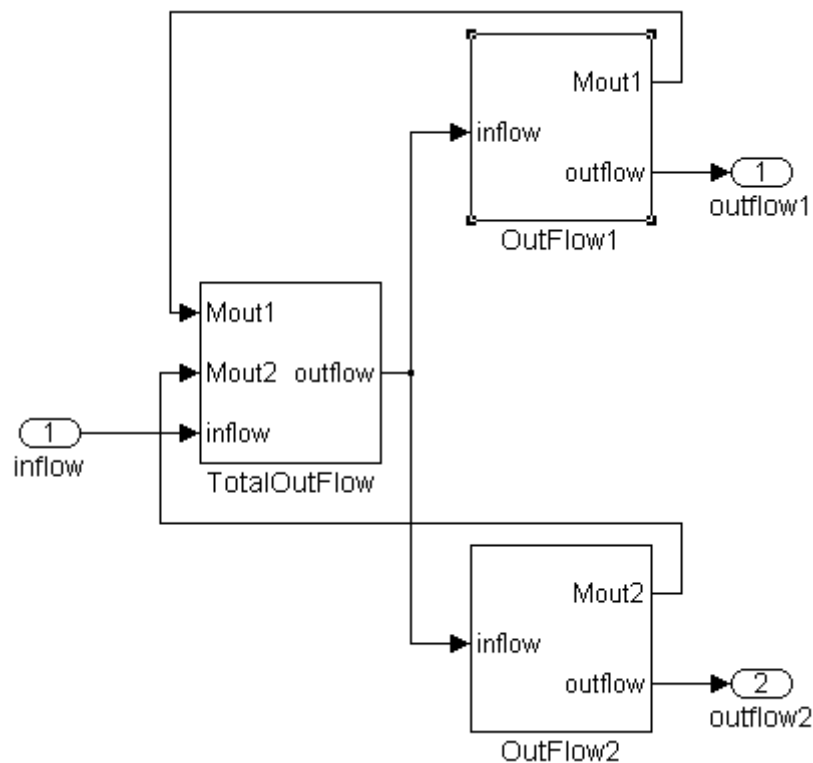 Mout1
inflow
outflow
1
outflow1
OutFlow1
Mout1
Mout2 outflow
1
inflow
inflow
TotalOutFlow
Mout2
inflow
outflow
2
outflow2
OutFlow2